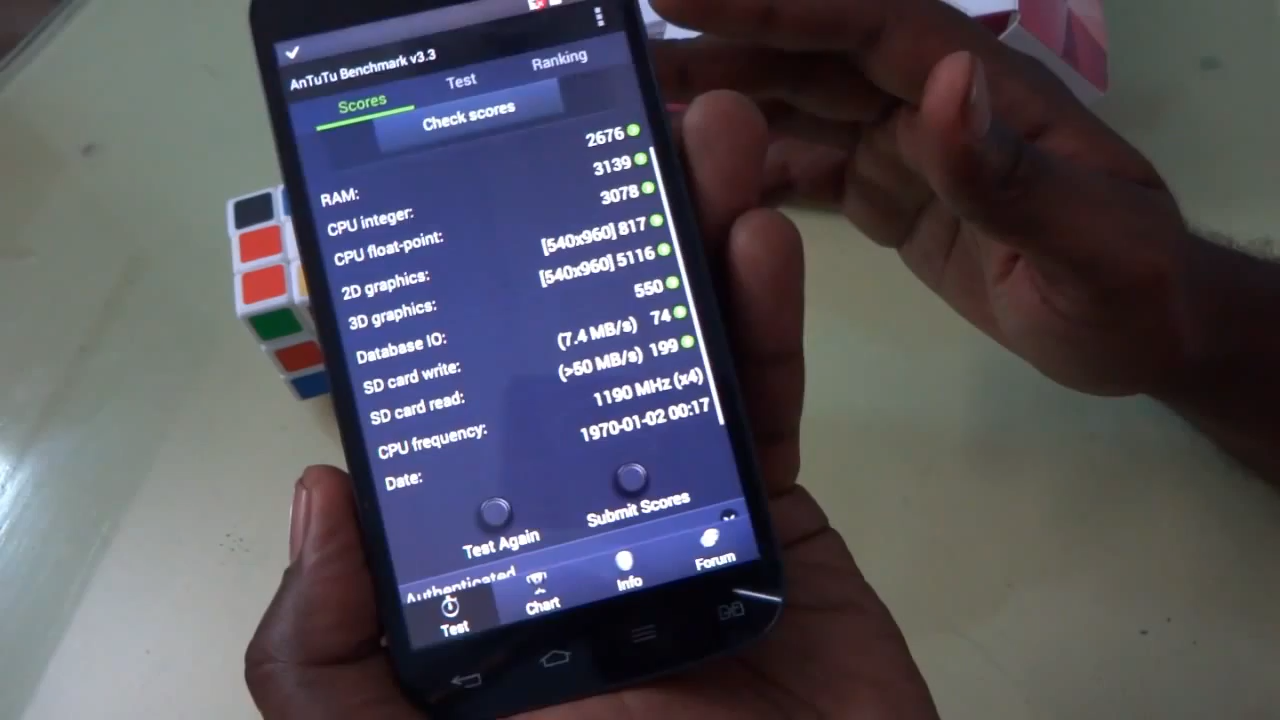 AnTuTu Benchmark v3.3
Scores Test Ranking
Check scores
RAM: 2676
CPU integer: 3139
CPU float-point: 3078
2D graphics: [540x960] 817
3D graphics: [540x960] 5116
Database IO: 550
SD card write: (7.4 MB/s) 74
SD card read: (>50 MB/s) 199
CPU frequency: 1190 MHz (x4)
Date: 1970-01-02 00:17
Test Again Submit Scores
Authenticated
Test Chart Info Forum